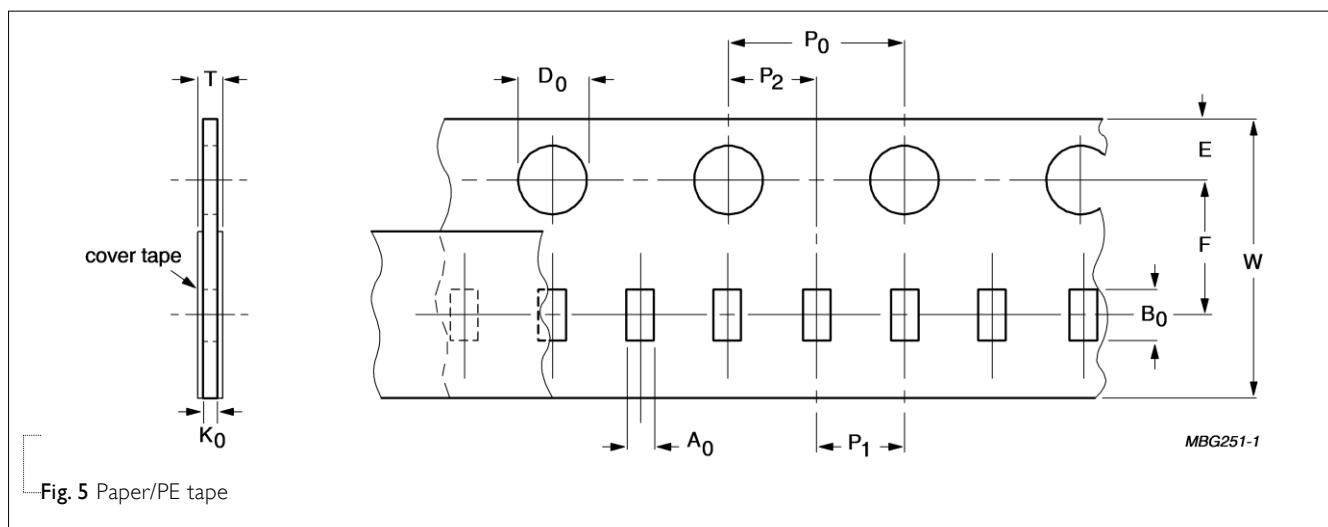 P0
T
D0
P2
E
cover tape
F
W
B0
K0
A0
P1
MBG251-1
Fig. 5 Paper/PE tape